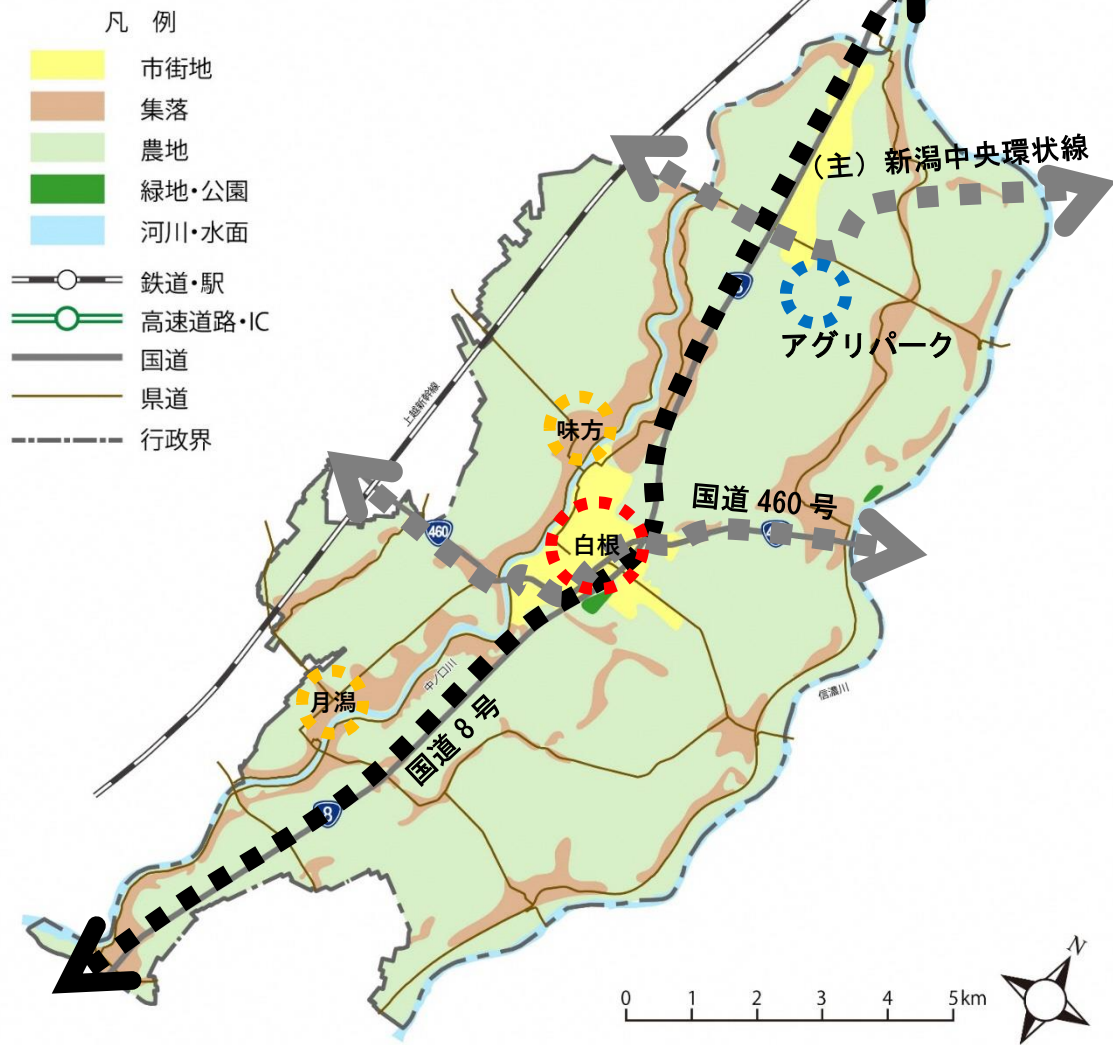 凡 例
市街地
集落
農地
緑地・公園
河川・水面
鉄道・駅
高速道路・IC
国道
県道
行政界
(主)新潟中央環状線
アグリパーク
上越新幹線
味方
国道 460 号
460
白根
中ノ口川
信濃川
月潟
国道 8 号
8
N
0 1 2 3 4 5km